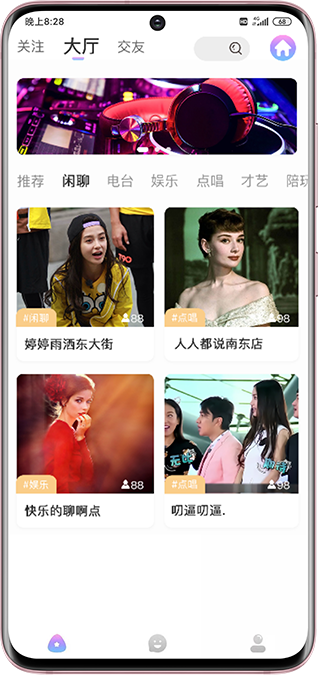 晚上8:28
HD 4G 68
关注 大厅 交友
推荐 闲聊 电台 娱乐 点唱 才艺 陪玩
#闲聊 88
#点唱 98
婷婷雨洒东大街
人人都说南东店
#娱乐 88
#点唱 98
快乐的聊啊点
叨逼叨逼.